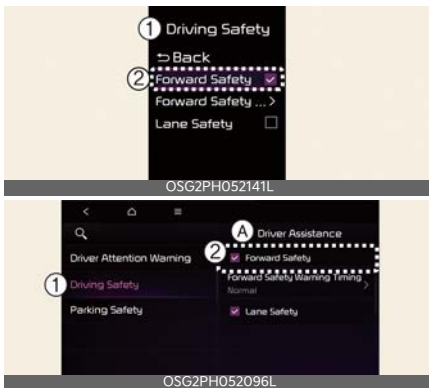 1 Driving Safety
Back
2 Forward Safety
Forward Safety ... >
Lane Safety
OSG2PH052141L
A Driver Assistance
Driver Attention Warning
2 Forward Safety
1 Driving Safety
Forward Safety Warning Timing >
Normal
Parking Safety
Lane Safety
OSG2PH052096L